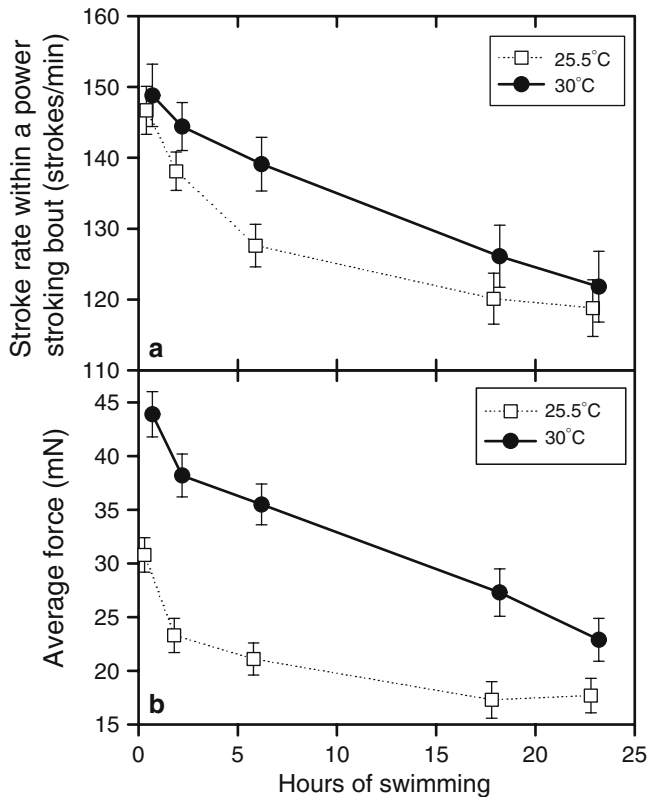 160
150
140
130
120
110
Stroke rate within a power
stroking bout (strokes/min)
25.5°C
30°C
a
45
40
35
30
25
20
15
Average force (mN)
25.5°C
30°C
b
0
5
10
15
20
25
Hours of swimming